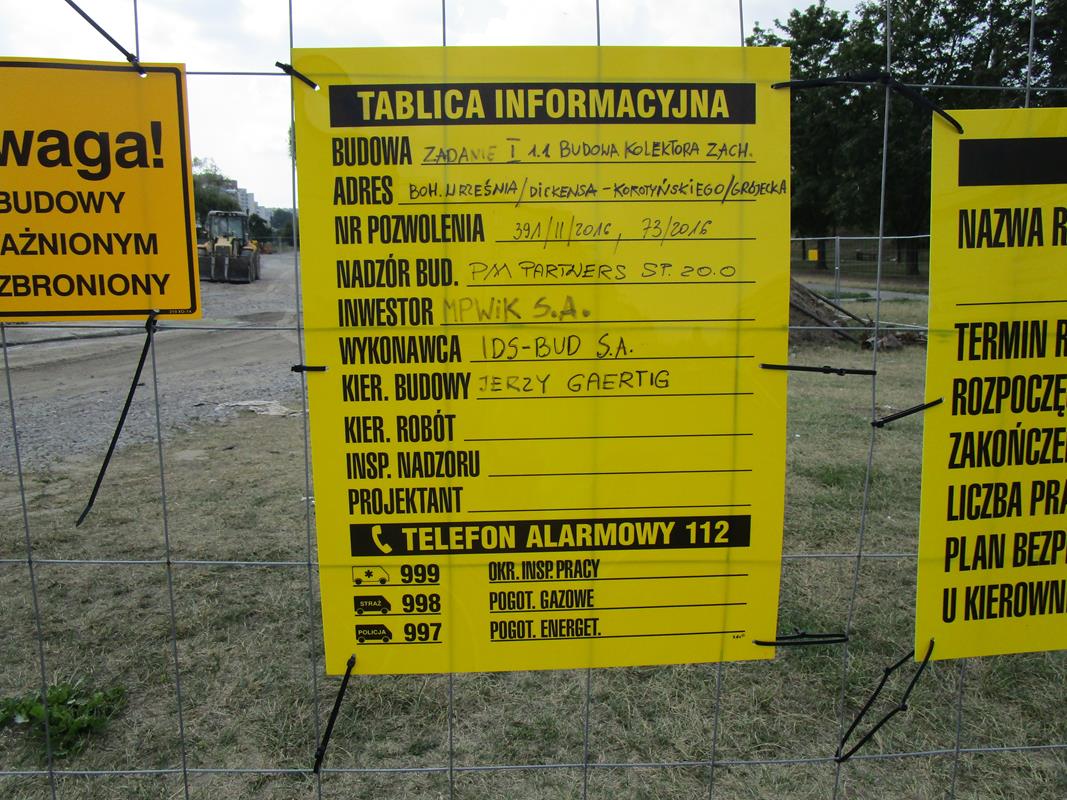 waga!
BUDOWY
AŻNIONYM
ZBRONIONY
TABLICA INFORMACYJNA
BUDOWA ZADANIE I 1.1 BUDOWA KOLEKTORA ZACH.
ADRES BOH. WRZEŚNIA/DICKENSA - KOROTYŃSKIEGO/GRÓJECKA
NR POZWOLENIA 391/II/2016, 73/2016
NADZÓR BUD. PM PARTNERS SP. Z O.O
INWESTOR MPWiK S.A.
WYKONAWCA IDS-BUD S.A.
KIER. BUDOWY JERZY GAERTIG
KIER. ROBÓT
INSP. NADZORU
PROJEKTANT
TELEFON ALARMOWY 112
999 OKR. INSP. PRACY
STRAŻ 998 POGOT. GAZOWE
POLICJA 997 POGOT. ENERGET.
NAZWA R
TERMIN R
ROZPOCZĘ
ZAKOŃCZE
LICZBA PRA
PLAN BEZP
U KIEROWN